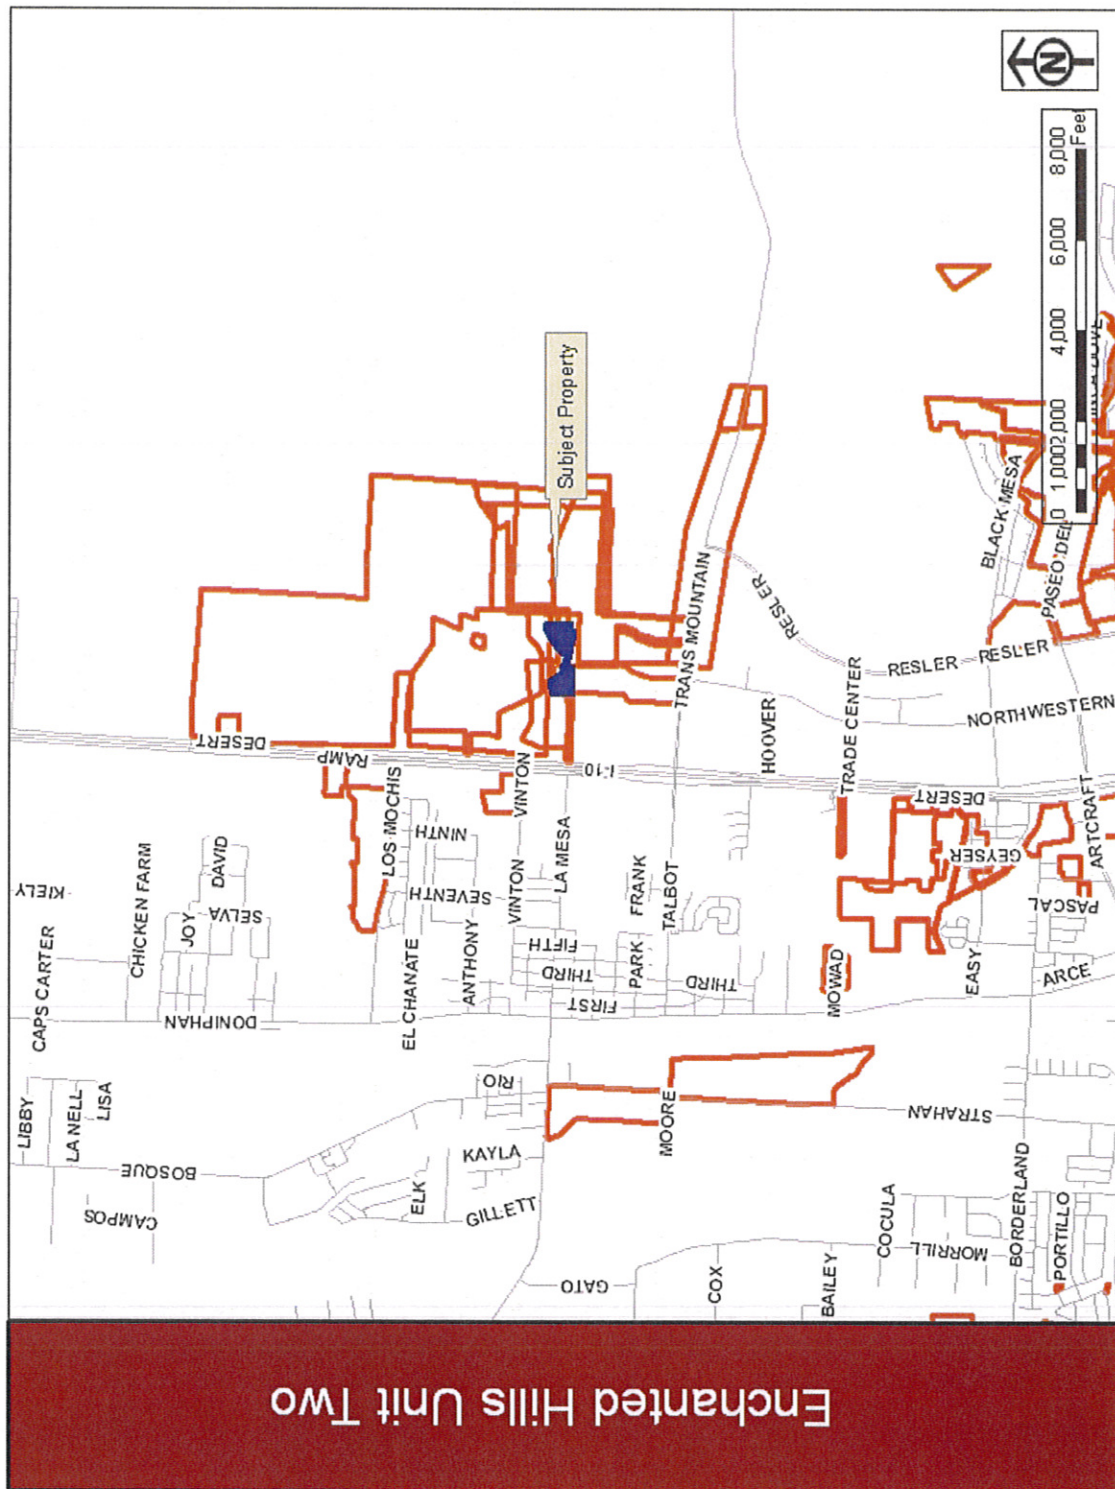 Enchanted Hills Unit Two
LIBBY
LA NELL
LISA
CAPS CARTER
KIELY
CHICKEN FARM
JOY
DAVID
SELVA
BOSQUE
CAMPOS
DONIPHAN
DESERT
RAMP
LOS MOCHIS
EL CHANATE
NINTH
SEVENTH
ANTHONY
VINTON
VINTON
RIO
KAYLA
ELK
GILLETT
LA MESA
FIFTH
THIRD
FIRST
I-10
Subject Property
GATO
PARK
FRANK
TALBOT
THIRD
MOORE
TRANS MOUNTAIN
COX
HOOVER
RESLER
BAILEY
MOWAD
TRADE CENTER
COCULA
MORRILL
STRAHAN
EASY
DESERT
GEYSER
RESLER
RESLER
NORTHWESTERN
BLACK MESA
BORDERLAND
PORTILLO
ARCE
PASCAL
ARTCRAFT
PASEO DEL
0 1,000 2,000 4,000 6,000 8,000
Feet
N